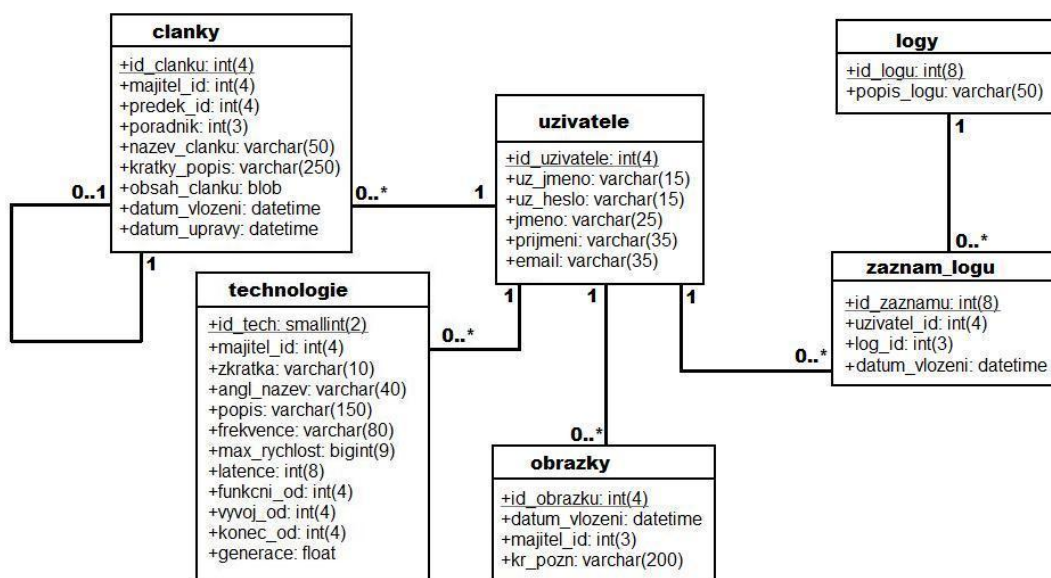 clanky
+id_clanku: int(4)
+majitel_id: int(4)
+predek_id: int(4)
+poradnik: int(3)
+nazev_clanku: varchar(50)
+kratky_popis: varchar(250)
+obsah_clanku: blob
+datum_vlozeni: datetime
+datum_upravy: datetime
0..1
1
0..*
1
uzivatele
+id_uzivatele: int(4)
+uz_jmeno: varchar(15)
+uz_heslo: varchar(15)
+jmeno: varchar(25)
+prijmeni: varchar(35)
+email: varchar(35)
1
1
1
logy
+id_logu: int(8)
+popis_logu: varchar(50)
1
0..*
zaznam_logu
+id_zaznamu: int(8)
+uzivatel_id: int(4)
+log_id: int(3)
+datum_vlozeni: datetime
0..*
technologie
+id_tech: smallint(2)
+majitel_id: int(4)
+zkratka: varchar(10)
+angl_nazev: varchar(40)
+popis: varchar(150)
+frekvence: varchar(80)
+max_rychlost: bigint(9)
+latence: int(8)
+funkcni_od: int(4)
+vyvoj_od: int(4)
+konec_od: int(4)
+generace: float
0..*
0..*
obrazky
+id_obrazku: int(4)
+datum_vlozeni: datetime
+majitel_id: int(3)
+kr_pozn: varchar(200)